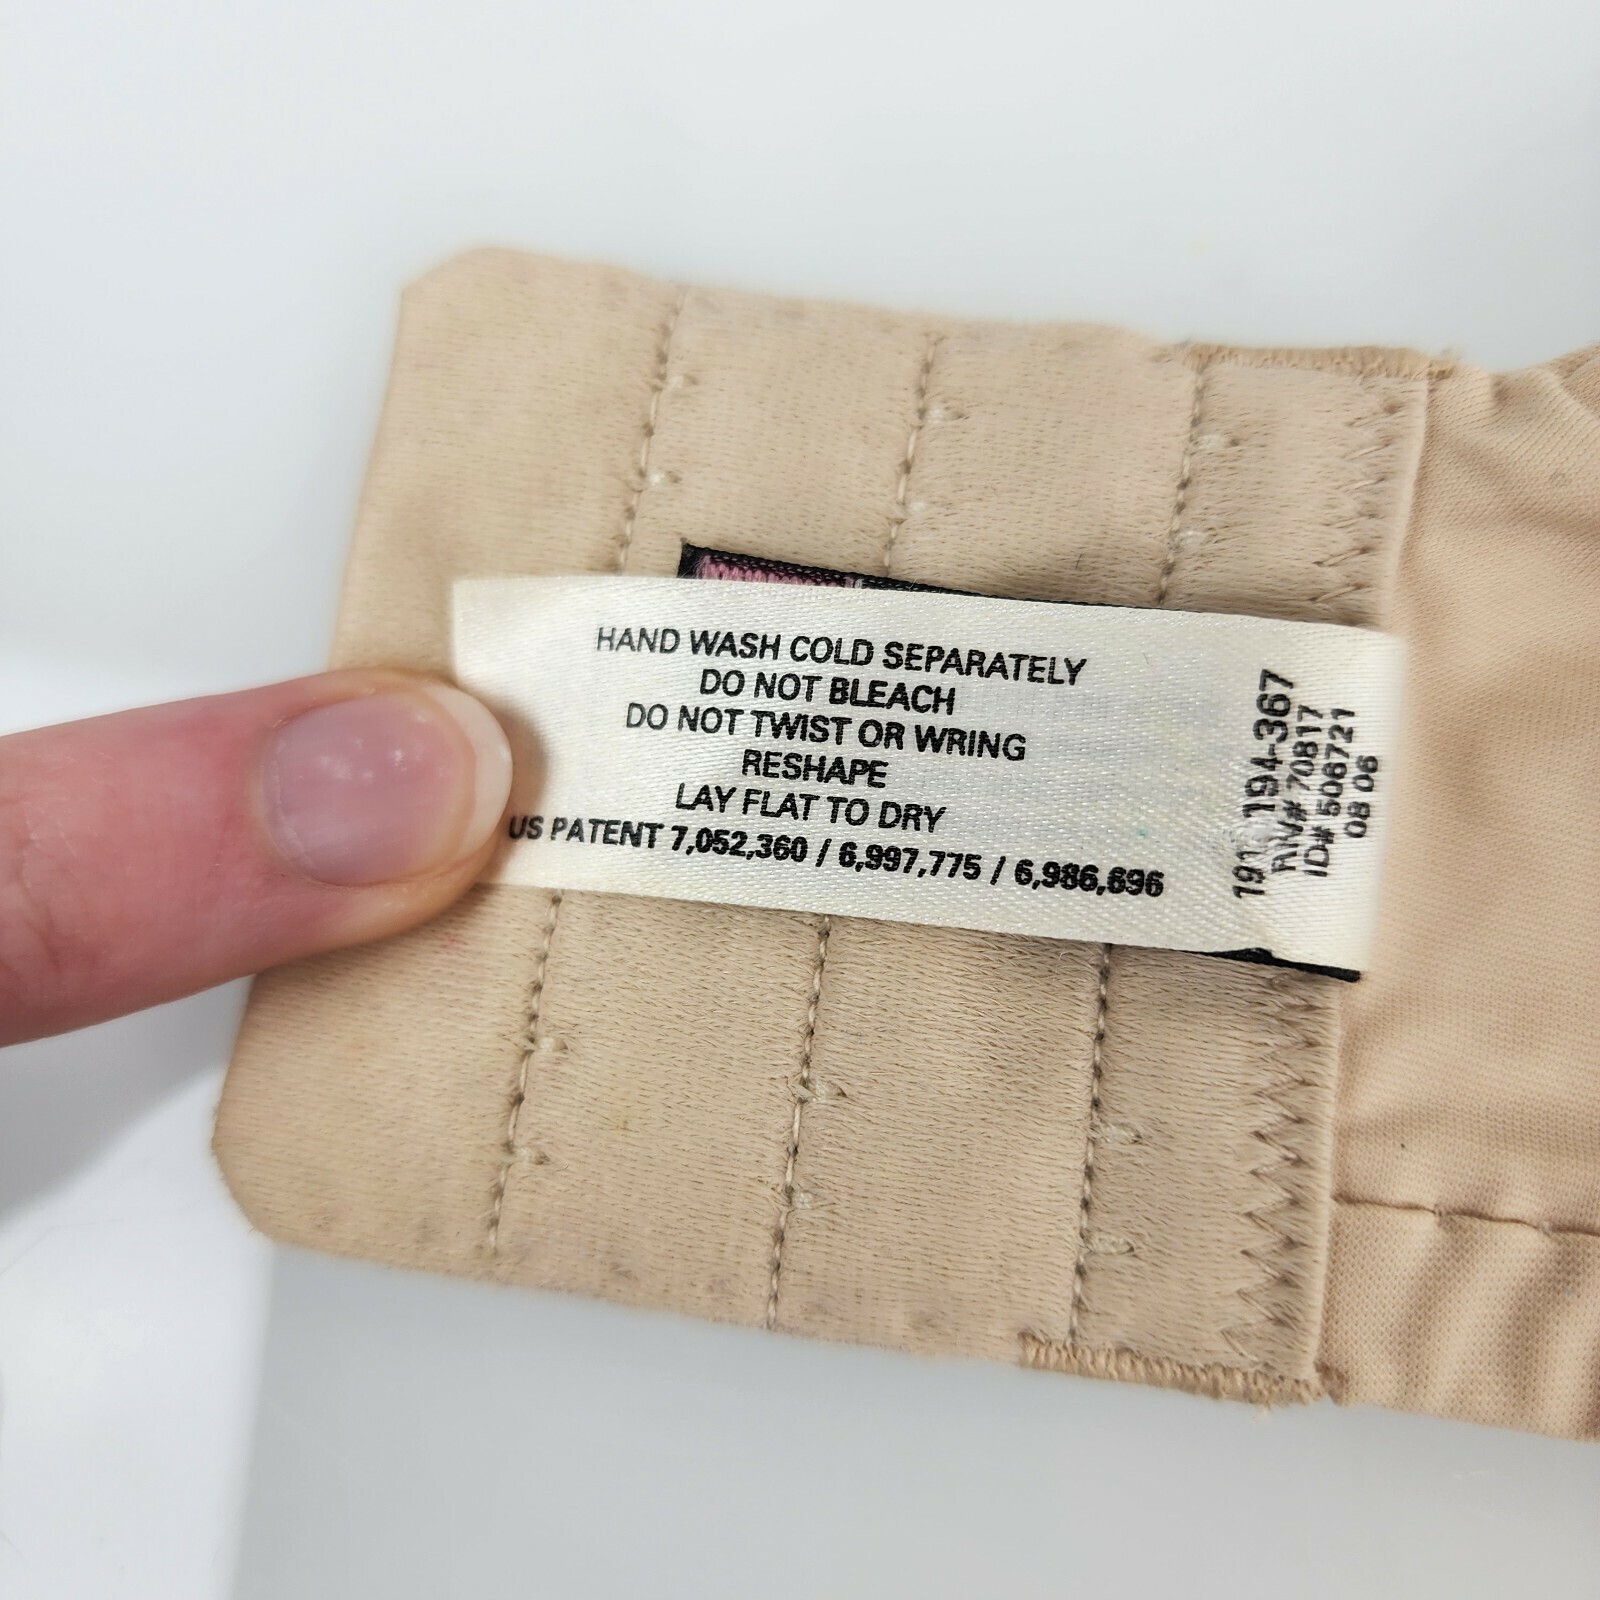 HAND WASH COLD SEPARATELY
DO NOT BLEACH
DO NOT TWIST OR WRING
RESHAPE
LAY FLAT TO DRY
US PATENT 7,052,360 / 6,997,775 / 6,986,696
194-367
RN# 70817
ID# 506721
08 06